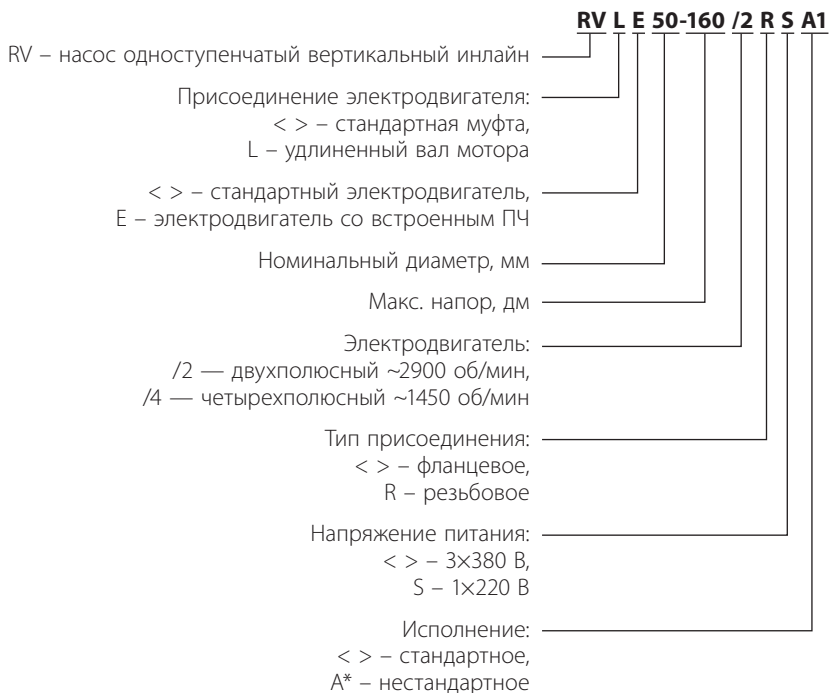 RV L E 50-160 /2 R S A1
RV – насос одноступенчатый вертикальный инлайн
Присоединение электродвигателя:
< > – стандартная муфта,
L – удлиненный вал мотора
< > – стандартный электродвигатель,
E – электродвигатель со встроенным ПЧ
Номинальный диаметр, мм
Макс. напор, дм
Электродвигатель:
/2 — двухполюсный ~2900 об/мин,
/4 — четырехполюсный ~1450 об/мин
Тип присоединения:
< > – фланцевое,
R – резьбовое
Напряжение питания:
< > – 3×380 В,
S – 1×220 В
Исполнение:
< > – стандартное,
A* – нестандартное